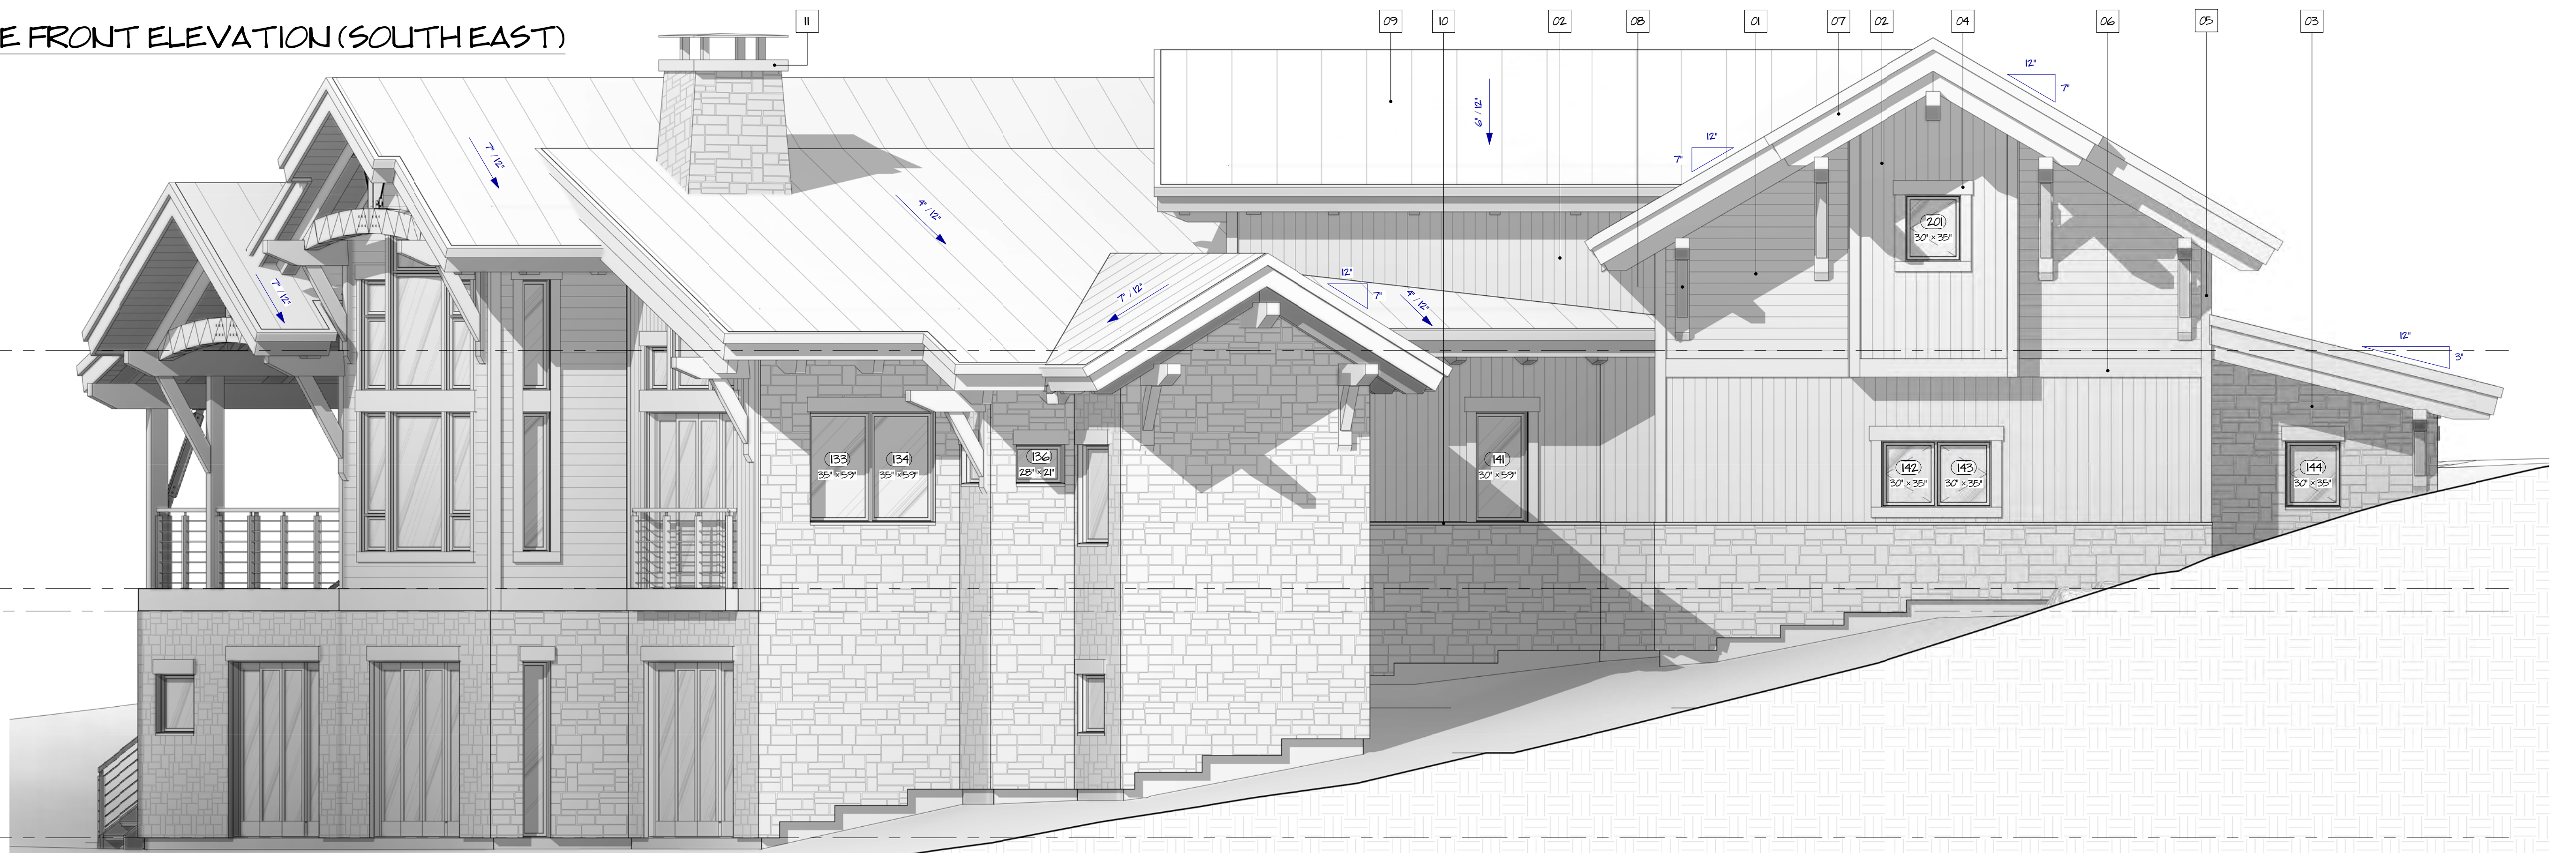 E FRONT ELEVATION (SOUTH EAST)
11
09
10
02
08
01
07
02
04
06
05
03
12"
7"
12"
7"
6" / 12"
7" / 12"
4" / 12"
201
30" × 35"
7" / 12"
7" / 12"
12"
7"
4" / 12"
12"
3"
133
35" × 59"
134
35" × 59"
136
28" × 21"
141
30" × 59"
142
30" × 35"
143
30" × 35"
144
30" × 35"